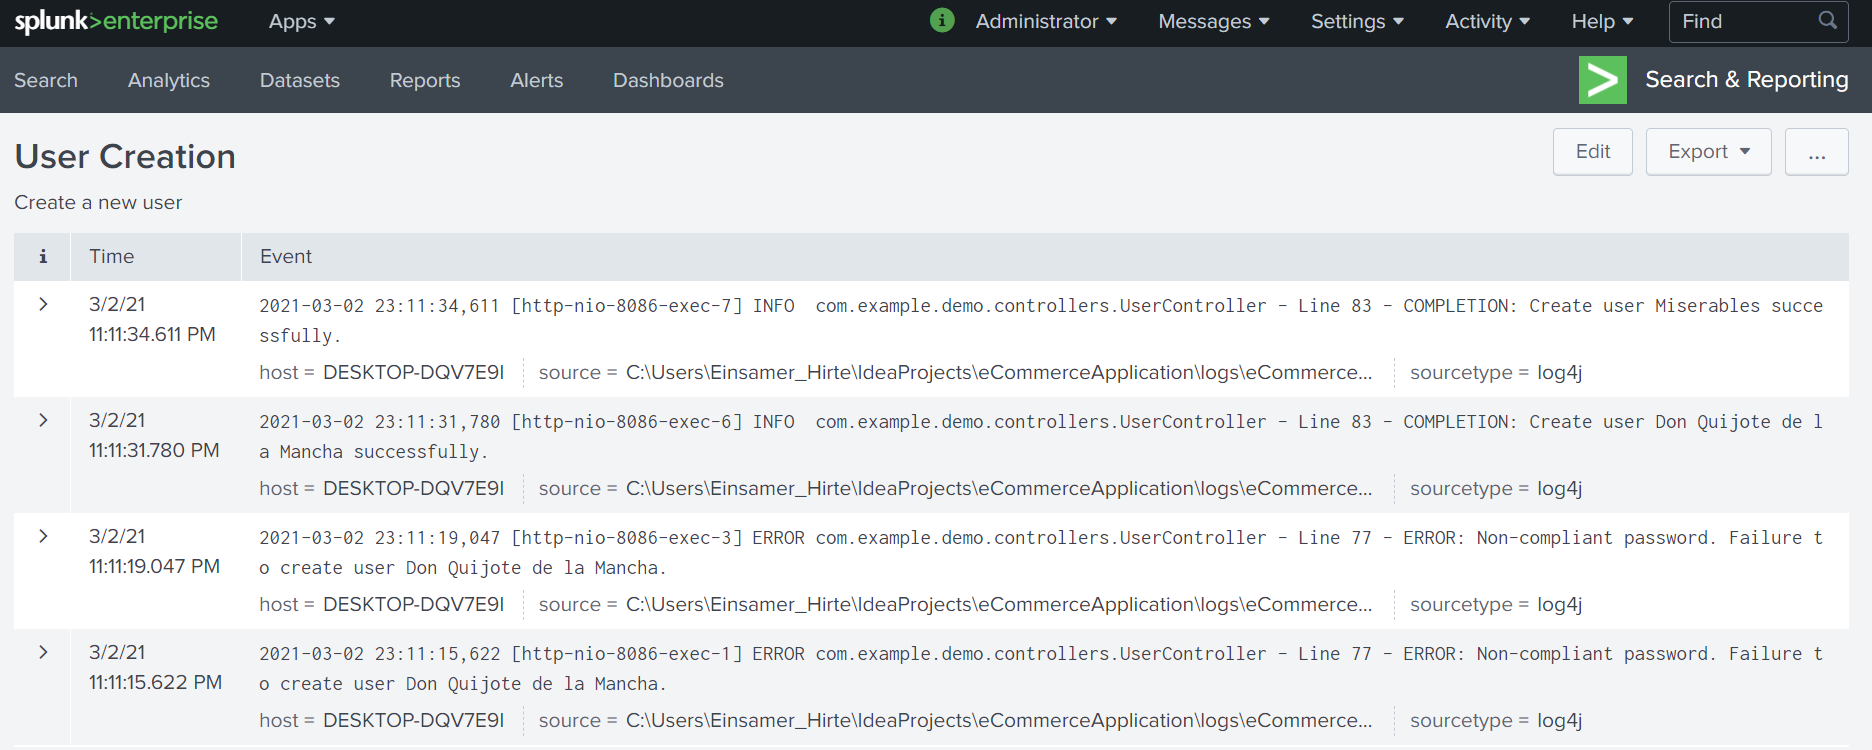 splunk>enterprise Apps i Administrator Messages Settings Activity Help Find
Search Analytics Datasets Reports Alerts Dashboards > Search & Reporting
User Creation Edit Export ...
Create a new user
i Time Event
> 3/2/21 2021-03-02 23:11:34,611 [http-nio-8086-exec-7] INFO  com.example.demo.controllers.UserController - Line 83 - COMPLETION: Create user Miserables succe
11:11:34.611 PM ssfully.
host = DESKTOP-DQV7E9I source = C:\Users\Einsamer_Hirte\IdeaProjects\eCommerceApplication\logs\eCommerce... sourcetype = log4j
> 3/2/21 2021-03-02 23:11:31,780 [http-nio-8086-exec-6] INFO  com.example.demo.controllers.UserController - Line 83 - COMPLETION: Create user Don Quijote de l
11:11:31.780 PM a Mancha successfully.
host = DESKTOP-DQV7E9I source = C:\Users\Einsamer_Hirte\IdeaProjects\eCommerceApplication\logs\eCommerce... sourcetype = log4j
> 3/2/21 2021-03-02 23:11:19,047 [http-nio-8086-exec-3] ERROR com.example.demo.controllers.UserController - Line 77 - ERROR: Non-compliant password. Failure t
11:11:19.047 PM o create user Don Quijote de la Mancha.
host = DESKTOP-DQV7E9I source = C:\Users\Einsamer_Hirte\IdeaProjects\eCommerceApplication\logs\eCommerce... sourcetype = log4j
> 3/2/21 2021-03-02 23:11:15,622 [http-nio-8086-exec-1] ERROR com.example.demo.controllers.UserController - Line 77 - ERROR: Non-compliant password. Failure t
11:11:15.622 PM o create user Don Quijote de la Mancha.
host = DESKTOP-DQV7E9I source = C:\Users\Einsamer_Hirte\IdeaProjects\eCommerceApplication\logs\eCommerce... sourcetype = log4j